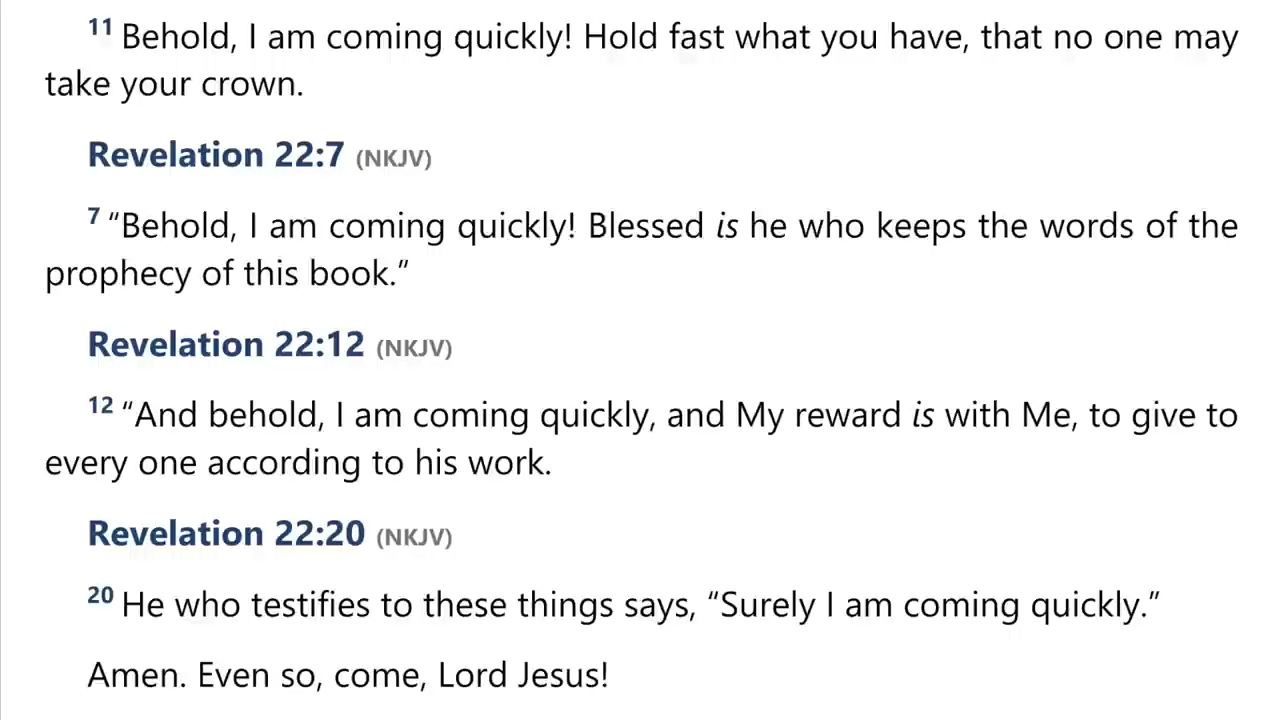 11 Behold, I am coming quickly! Hold fast what you have, that no one may
take your crown.
Revelation 22:7 (NKJV)
7 “Behold, I am coming quickly! Blessed is he who keeps the words of the
prophecy of this book.”
Revelation 22:12 (NKJV)
12 “And behold, I am coming quickly, and My reward is with Me, to give to
every one according to his work.
Revelation 22:20 (NKJV)
20 He who testifies to these things says, “Surely I am coming quickly.”
Amen. Even so, come, Lord Jesus!